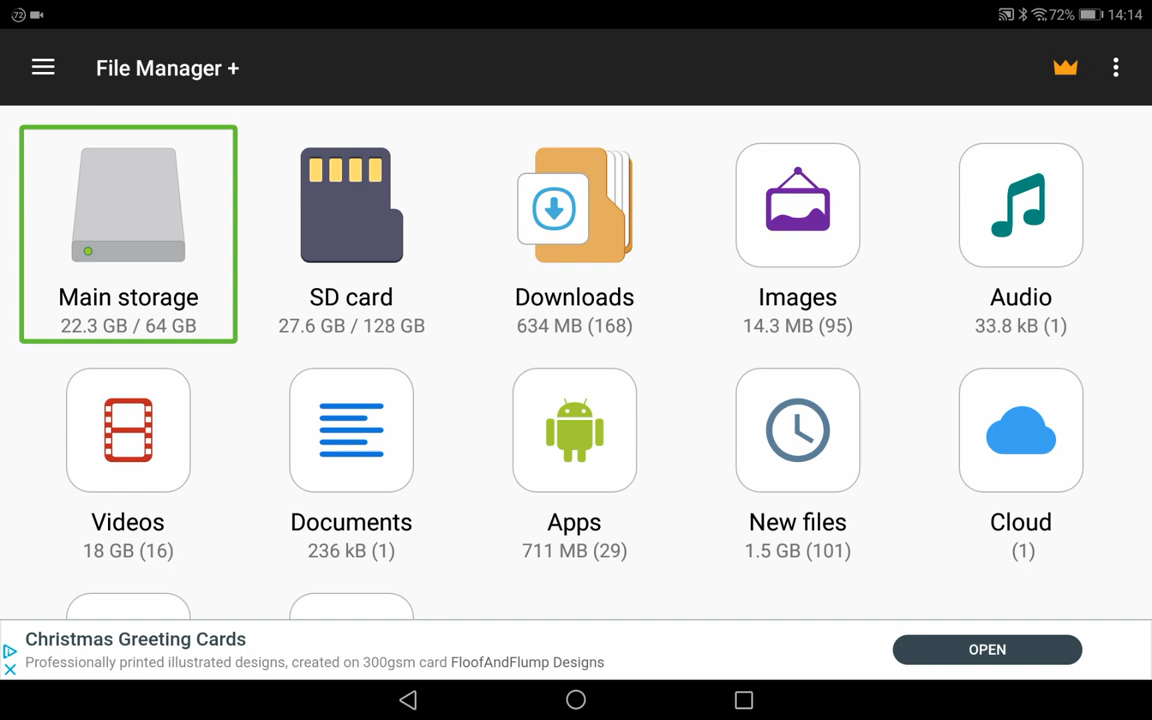 72 72% 14:14
File Manager +
Main storage SD card Downloads Images Audio
22.3 GB / 64 GB 27.6 GB / 128 GB 634 MB (168) 14.3 MB (95) 33.8 kB (1)
Videos Documents Apps New files Cloud
18 GB (16) 236 kB (1) 711 MB (29) 1.5 GB (101) (1)
Christmas Greeting Cards
Professionally printed illustrated designs, created on 300gsm card FloofAndFlump Designs
OPEN